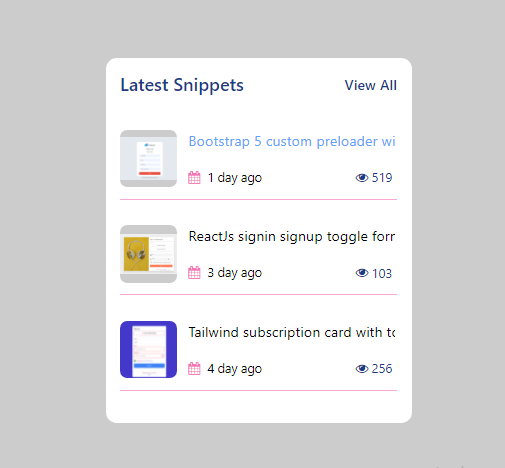 Latest Snippets View All
Bootstrap 5 custom preloader wi
1 day ago 519
ReactJs signin signup toggle forr
3 day ago 103
Tailwind subscription card with to
4 day ago 256